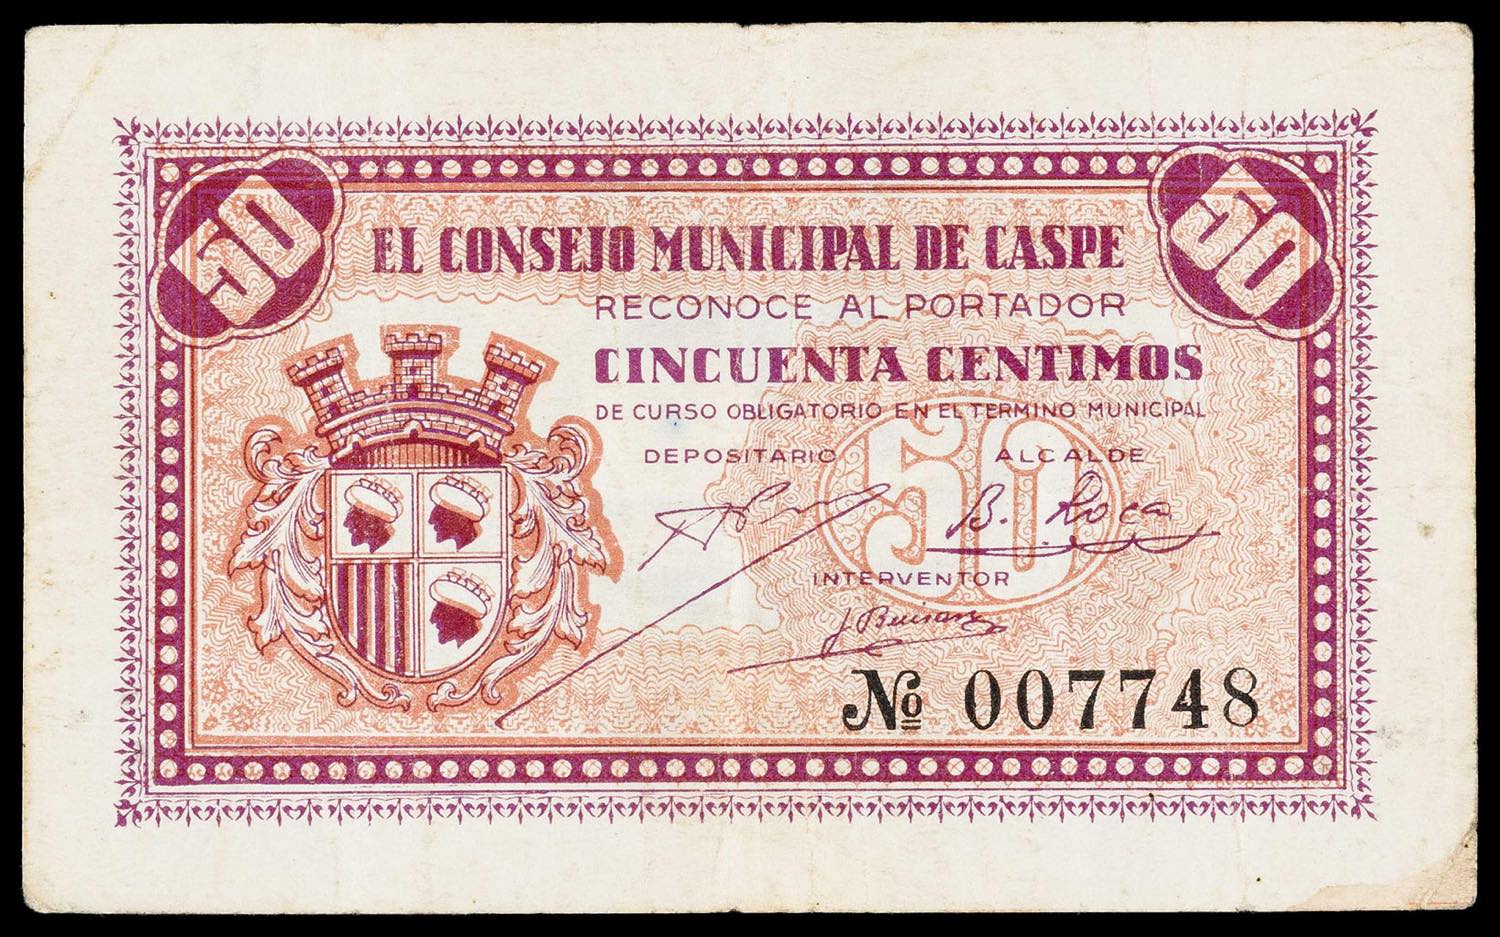 50 50
EL CONSEJO MUNICIPAL DE CASPE
RECONOCE AL PORTADOR
CINCUENTA CENTIMOS
DE CURSO OBLIGATORIO EN EL TERMINO MUNICIPAL
50
DEPOSITARIO ALCALDE
B. Roca
INTERVENTOR
Nº 007748